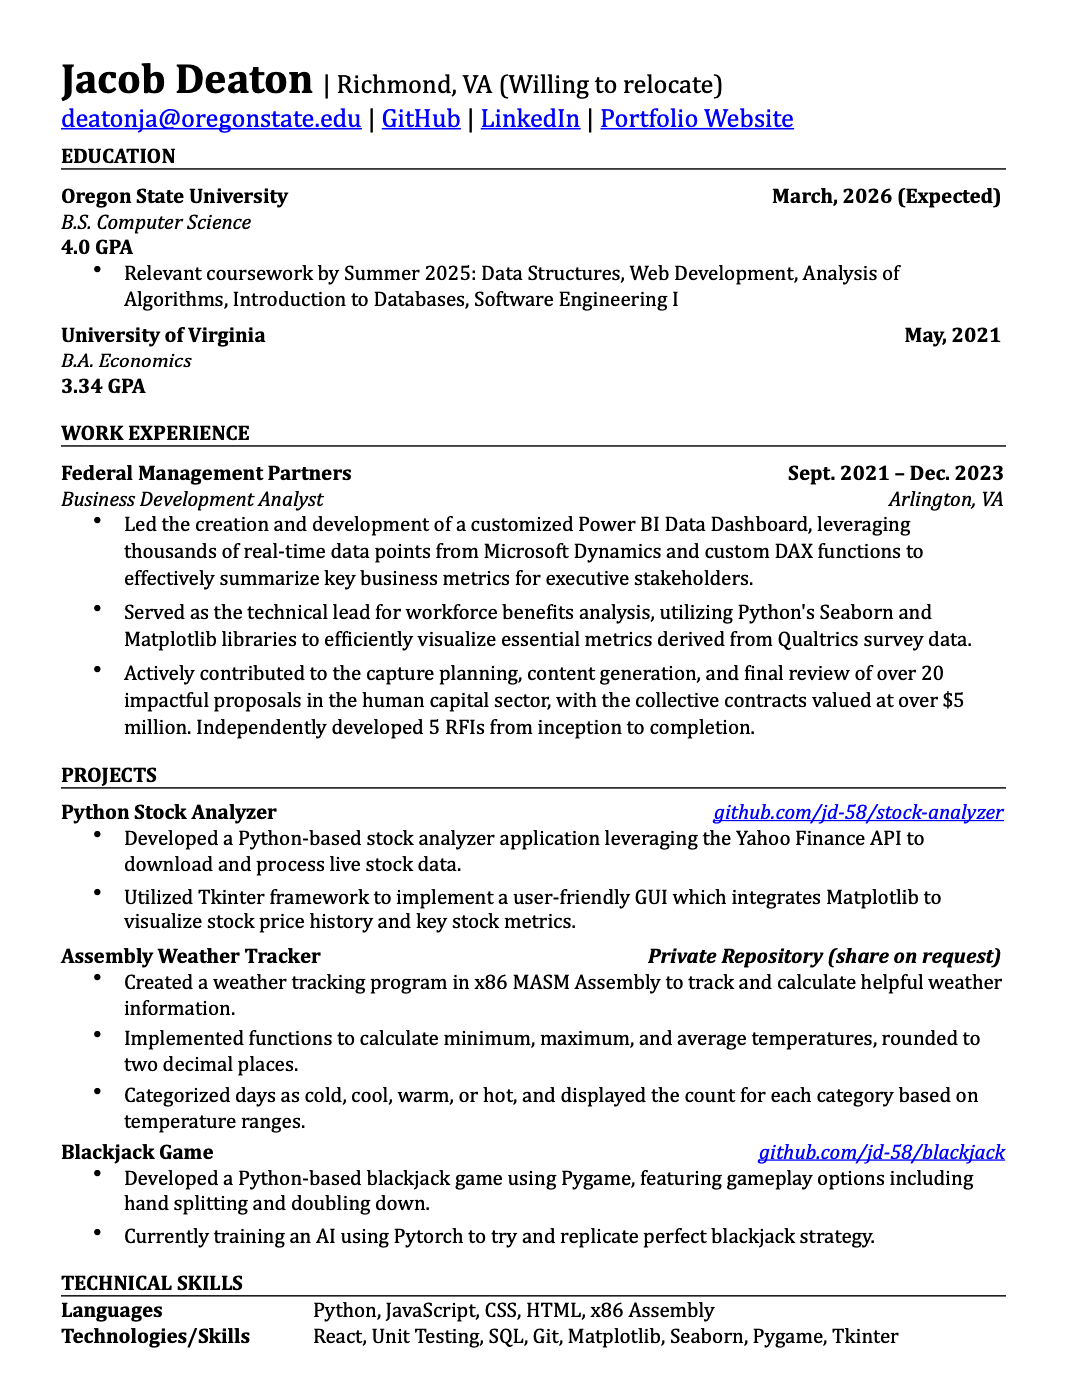 Jacob Deaton | Richmond, VA (Willing to relocate)
deatonja@oregonstate.edu | GitHub | LinkedIn | Portfolio Website
EDUCATION
Oregon State University March, 2026 (Expected)
B.S. Computer Science
4.0 GPA
• Relevant coursework by Summer 2025: Data Structures, Web Development, Analysis of
Algorithms, Introduction to Databases, Software Engineering I
University of Virginia May, 2021
B.A. Economics
3.34 GPA
WORK EXPERIENCE
Federal Management Partners Sept. 2021 – Dec. 2023
Business Development Analyst Arlington, VA
• Led the creation and development of a customized Power BI Data Dashboard, leveraging
thousands of real-time data points from Microsoft Dynamics and custom DAX functions to
effectively summarize key business metrics for executive stakeholders.
• Served as the technical lead for workforce benefits analysis, utilizing Python's Seaborn and
Matplotlib libraries to efficiently visualize essential metrics derived from Qualtrics survey data.
• Actively contributed to the capture planning, content generation, and final review of over 20
impactful proposals in the human capital sector, with the collective contracts valued at over $5
million. Independently developed 5 RFIs from inception to completion.
PROJECTS
Python Stock Analyzer github.com/jd-58/stock-analyzer
• Developed a Python-based stock analyzer application leveraging the Yahoo Finance API to
download and process live stock data.
• Utilized Tkinter framework to implement a user-friendly GUI which integrates Matplotlib to
visualize stock price history and key stock metrics.
Assembly Weather Tracker Private Repository (share on request)
• Created a weather tracking program in x86 MASM Assembly to track and calculate helpful weather
information.
• Implemented functions to calculate minimum, maximum, and average temperatures, rounded to
two decimal places.
• Categorized days as cold, cool, warm, or hot, and displayed the count for each category based on
temperature ranges.
Blackjack Game github.com/jd-58/blackjack
• Developed a Python-based blackjack game using Pygame, featuring gameplay options including
hand splitting and doubling down.
• Currently training an AI using Pytorch to try and replicate perfect blackjack strategy.
TECHNICAL SKILLS
Languages Python, JavaScript, CSS, HTML, x86 Assembly
Technologies/Skills React, Unit Testing, SQL, Git, Matplotlib, Seaborn, Pygame, Tkinter